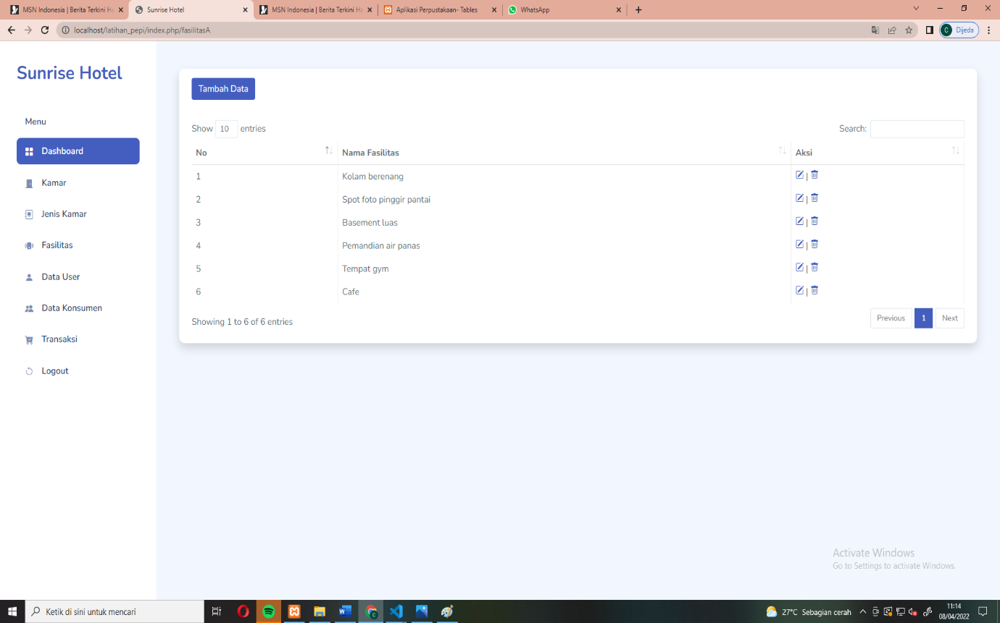 MSN Indonesia | Berita Terkini Ha
Sunrise Hotel
MSN Indonesia | Berita Terkini Ha
Aplikasi Perpustakaan- Tables
WhatsApp
localhost/latihan_pepi/index.php/fasilitasA
C Dijeda
Sunrise Hotel
Menu
Dashboard
Kamar
Jenis Kamar
Fasilitas
Data User
Data Konsumen
Transaksi
Logout
Tambah Data
Show 10 entries
Search:
No Nama Fasilitas Aksi
1 Kolam berenang |
2 Spot foto pinggir pantai |
3 Basement luas |
4 Pemandian air panas |
5 Tempat gym |
6 Cafe |
Showing 1 to 6 of 6 entries
Previous 1 Next
Activate Windows
Go to Settings to activate Windows.
Ketik di sini untuk mencari
27°C Sebagian cerah
11:14
08/04/2022